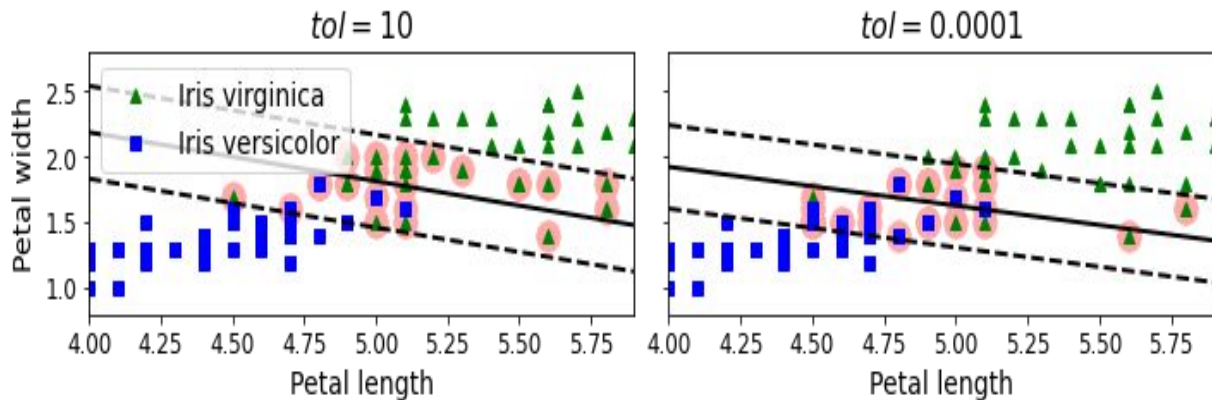 tol = 10
tol = 0.0001
Petal width
2.5
2.0
1.5
1.0
Iris virginica
Iris versicolor
4.00 4.25 4.50 4.75 5.00 5.25 5.50 5.75
4.00 4.25 4.50 4.75 5.00 5.25 5.50 5.75
Petal length
Petal length